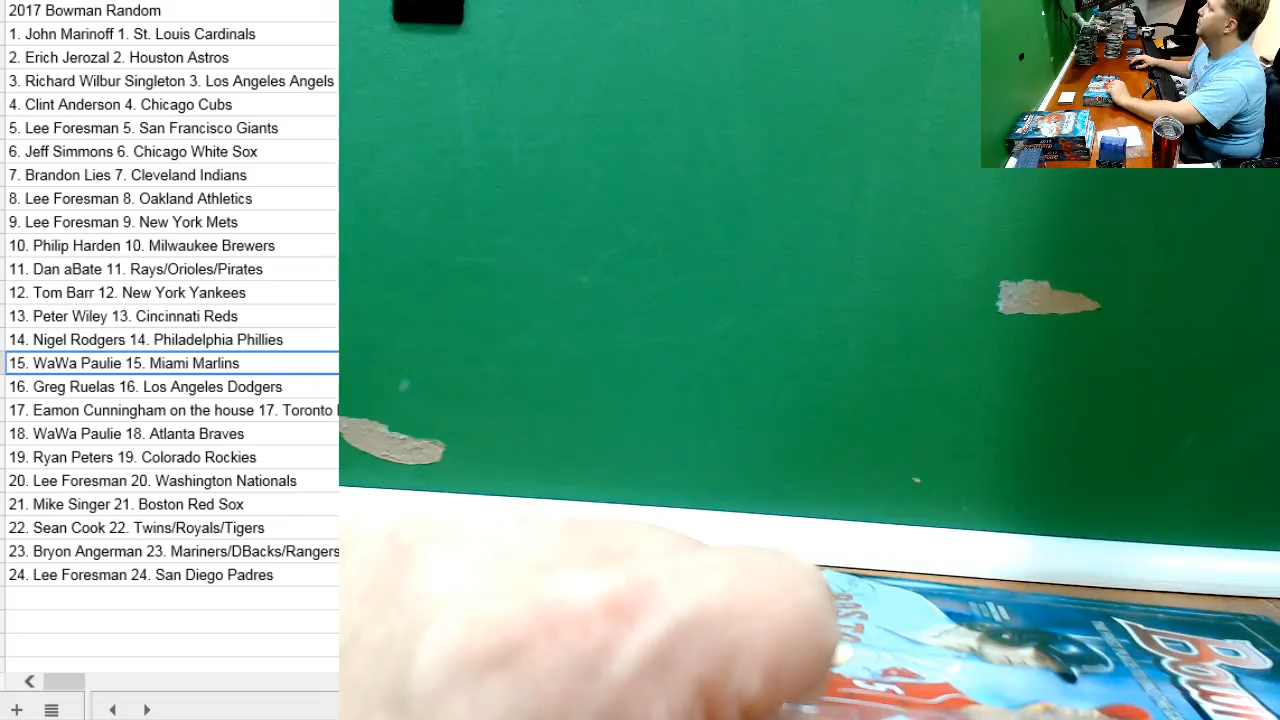 2017 Bowman Random
1. John Marinoff 1. St. Louis Cardinals
2. Erich Jerozal 2. Houston Astros
3. Richard Wilbur Singleton 3. Los Angeles Angels
4. Clint Anderson 4. Chicago Cubs
5. Lee Foresman 5. San Francisco Giants
6. Jeff Simmons 6. Chicago White Sox
7. Brandon Lies 7. Cleveland Indians
8. Lee Foresman 8. Oakland Athletics
9. Lee Foresman 9. New York Mets
10. Philip Harden 10. Milwaukee Brewers
11. Dan aBate 11. Rays/Orioles/Pirates
12. Tom Barr 12. New York Yankees
13. Peter Wiley 13. Cincinnati Reds
14. Nigel Rodgers 14. Philadelphia Phillies
15. WaWa Paulie 15. Miami Marlins
16. Greg Ruelas 16. Los Angeles Dodgers
17. Eamon Cunningham on the house 17. Toronto
18. WaWa Paulie 18. Atlanta Braves
19. Ryan Peters 19. Colorado Rockies
20. Lee Foresman 20. Washington Nationals
21. Mike Singer 21. Boston Red Sox
22. Sean Cook 22. Twins/Royals/Tigers
23. Bryon Angerman 23. Mariners/DBacks/Rangers
24. Lee Foresman 24. San Diego Padres
Bow